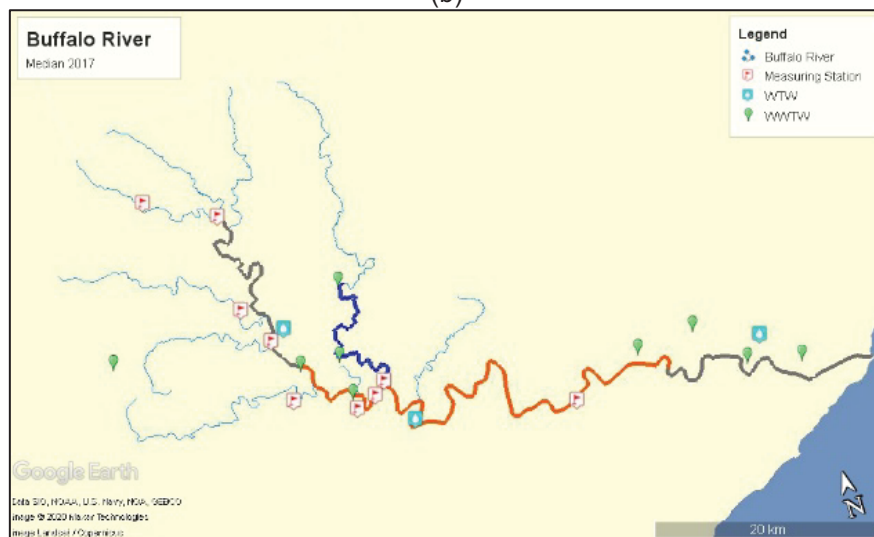 (b)
Buffalo River
Median 2017
Legend
Buffalo River
Measuring Station
WTW
WWTW
Google Earth
Data SIO, NOAA, U.S. Navy, NGA, GEBCO
Image © 2020 Maxar Technologies
Image Landsat / Copernicus
N
20 km